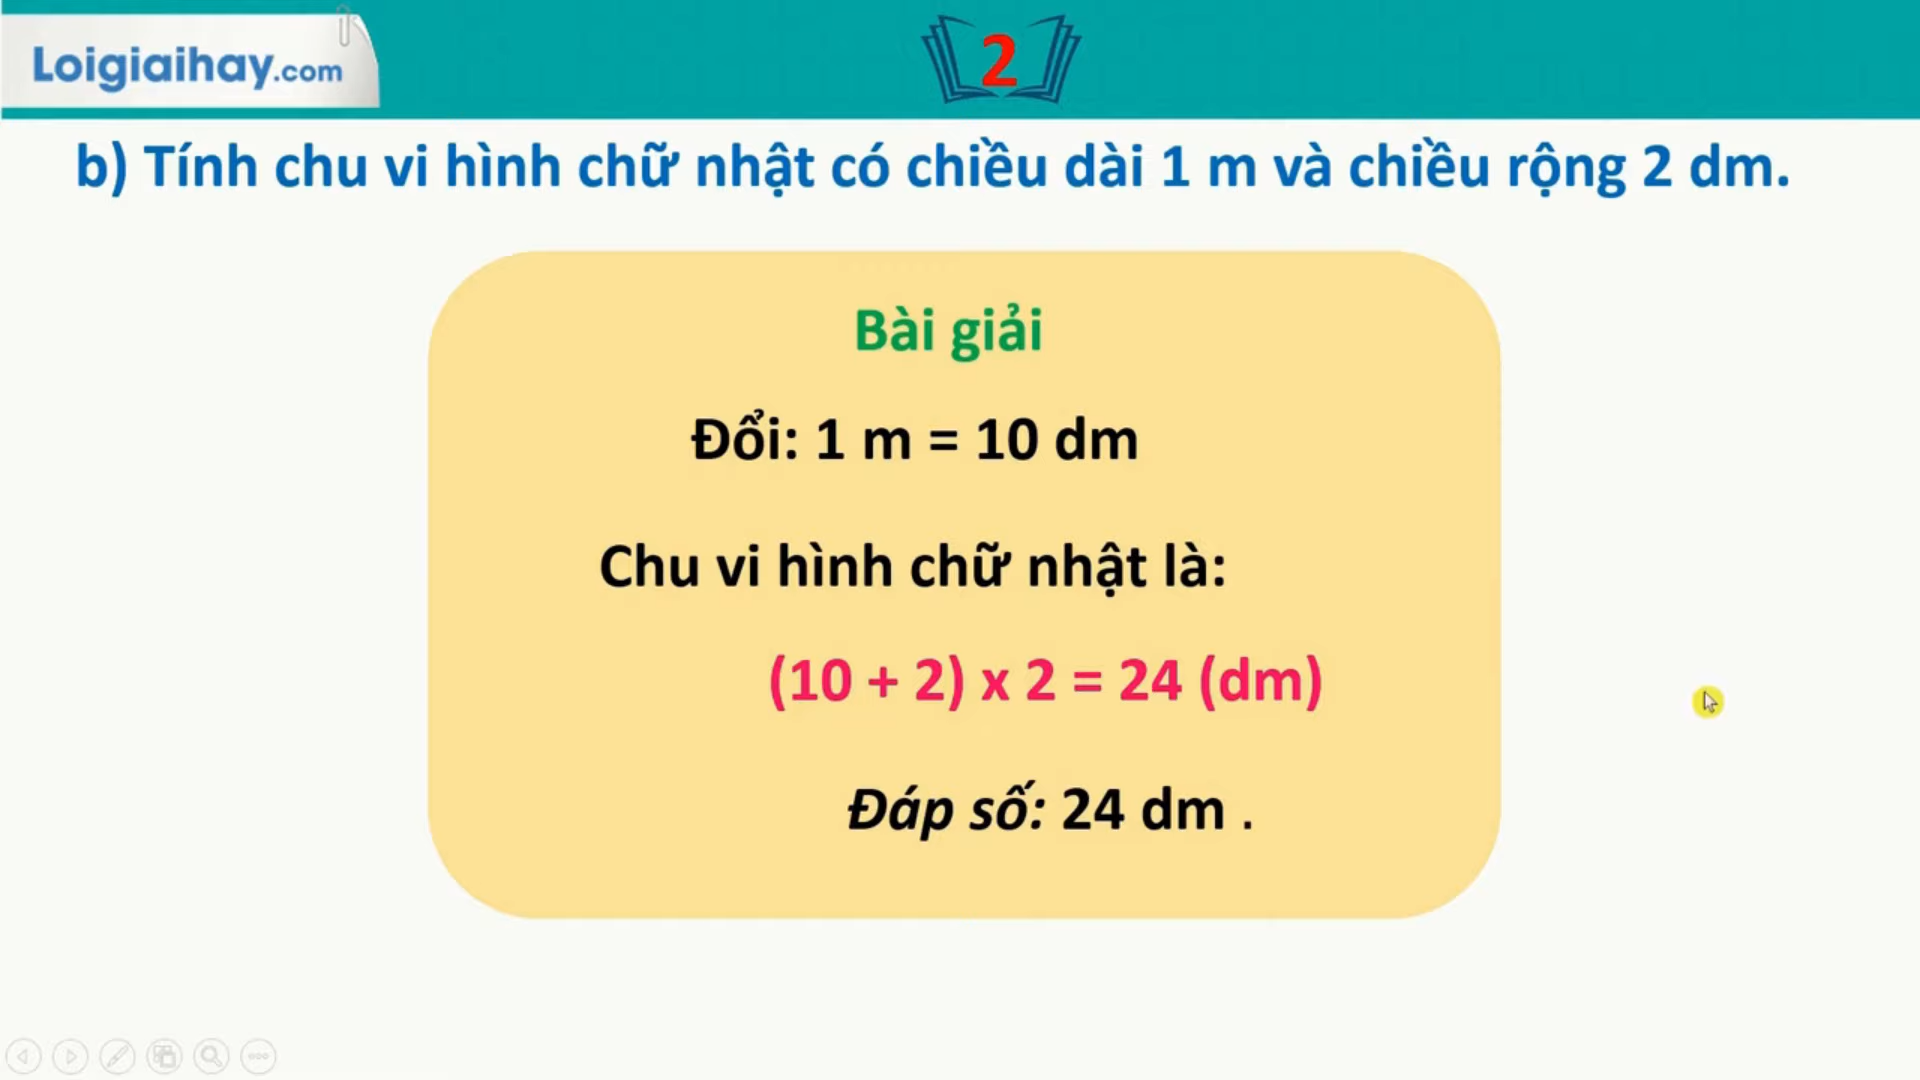 Loigiaihay.com
2
b) Tính chu vi hình chữ nhật có chiều dài 1 m và chiều rộng 2 dm.
Bài giải
Đổi: 1 m = 10 dm
Chu vi hình chữ nhật là:
(10 + 2) x 2 = 24 (dm)
Đáp số: 24 dm .